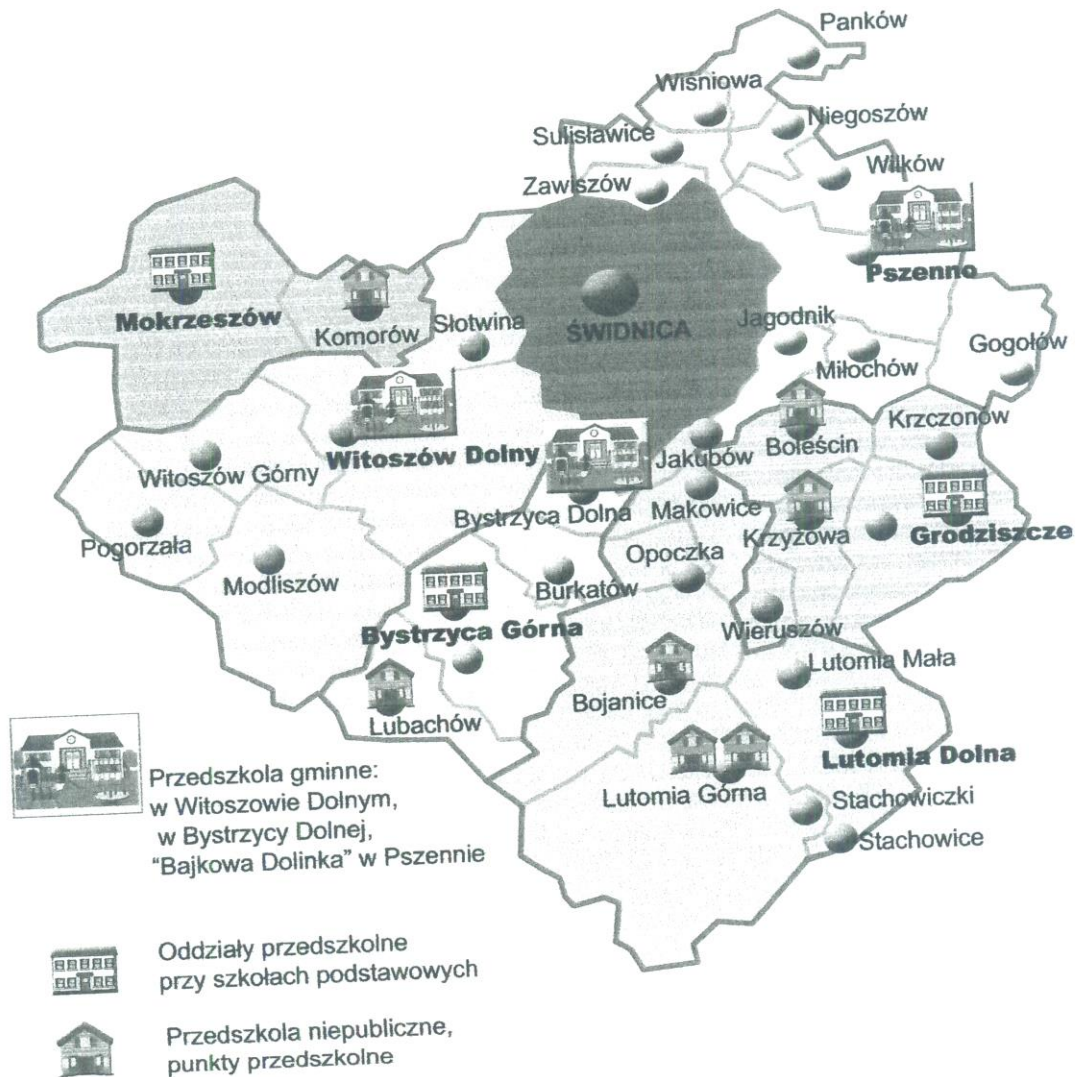 Panków
Wiśniowa
Niegoszów
Sulisławice
Wilków
Zawiszów
Pszenno
Mokrzeszów
Komorów
Słotwina
ŚWIDNICA
Jagodnik
Miłochów
Gogołów
Boleścin
Krzczonów
Witoszów Dolny
Jakubów
Witoszów Górny
Bystrzyca Dolna
Makowice
Krzyżowa
Grodziszcze
Pogorzała
Modliszów
Opoczka
Burkatów
Bystrzyca Górna
Wieruszów
Lutomia Mała
Lubachów
Bojanice
Lutomia Dolna
Lutomia Górna
Stachowiczki
Stachowice
Przedszkola gminne:
w Witoszowie Dolnym,
w Bystrzycy Dolnej,
"Bajkowa Dolinka" w Pszennie
Oddziały przedszkolne
przy szkołach podstawowych
Przedszkola niepubliczne,
punkty przedszkolne